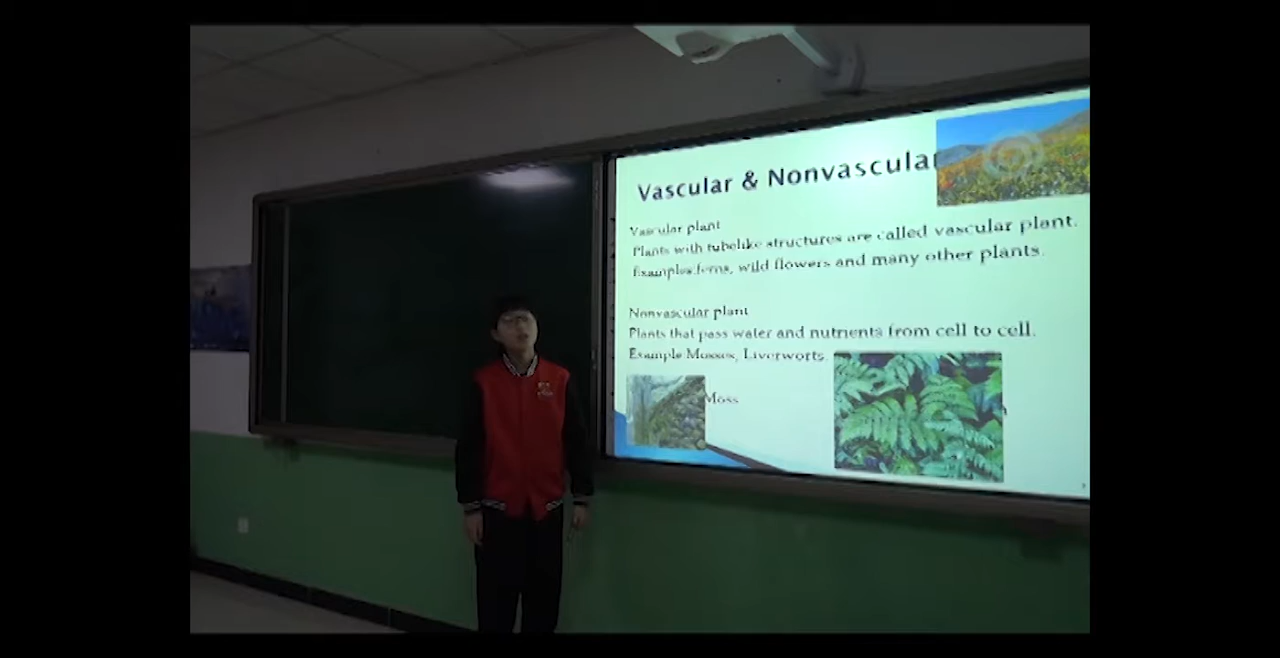 Vascular & Nonvascular
Vascular plant
Plants with tubelike structures are called vascular plant.
Examples:ferns, wild flowers and many other plants.
Nonvascular plant
Plants that pass water and nutrients from cell to cell.
Example Mosses, Liverworts.
Moss